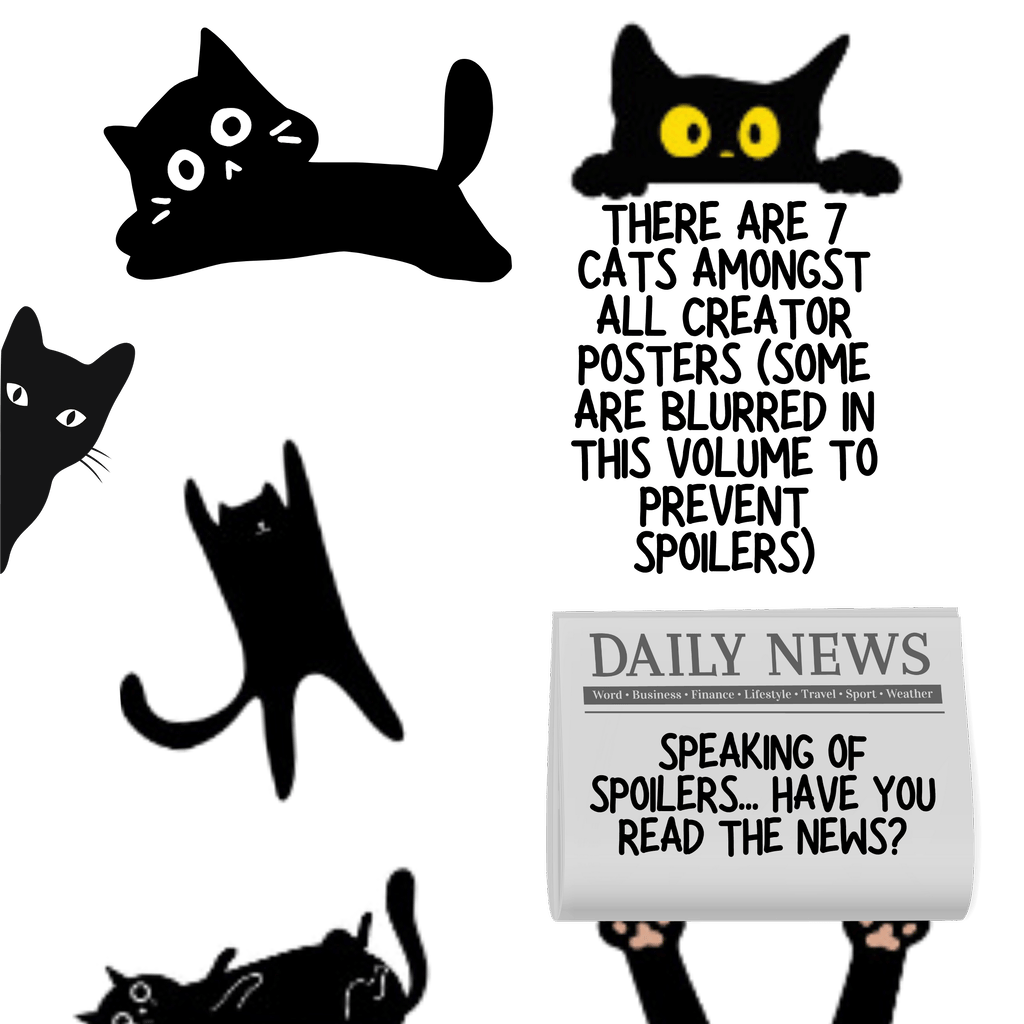 THERE ARE 7
CATS AMONGST
ALL CREATOR
POSTERS (SOME
ARE BLURRED IN
THIS VOLUME TO
PREVENT
SPOILERS)
DAILY NEWS
Word • Business • Finance • Lifestyle • Travel • Sport • Weather
SPEAKING OF
SPOILERS... HAVE YOU
READ THE NEWS?